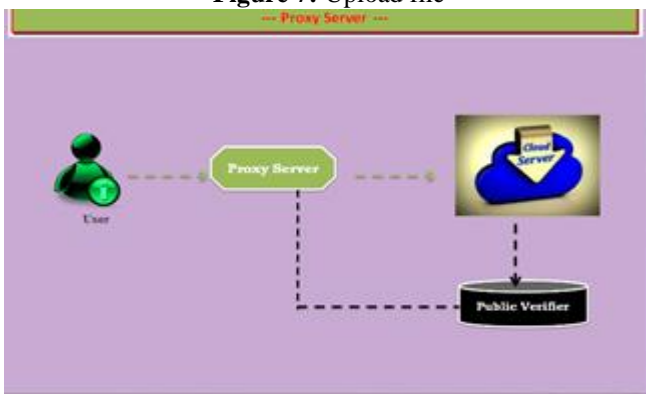 Figure 7: Upload file
--- Proxy Server ---
Cloud
Server
Proxy Server
User
Public Verifier